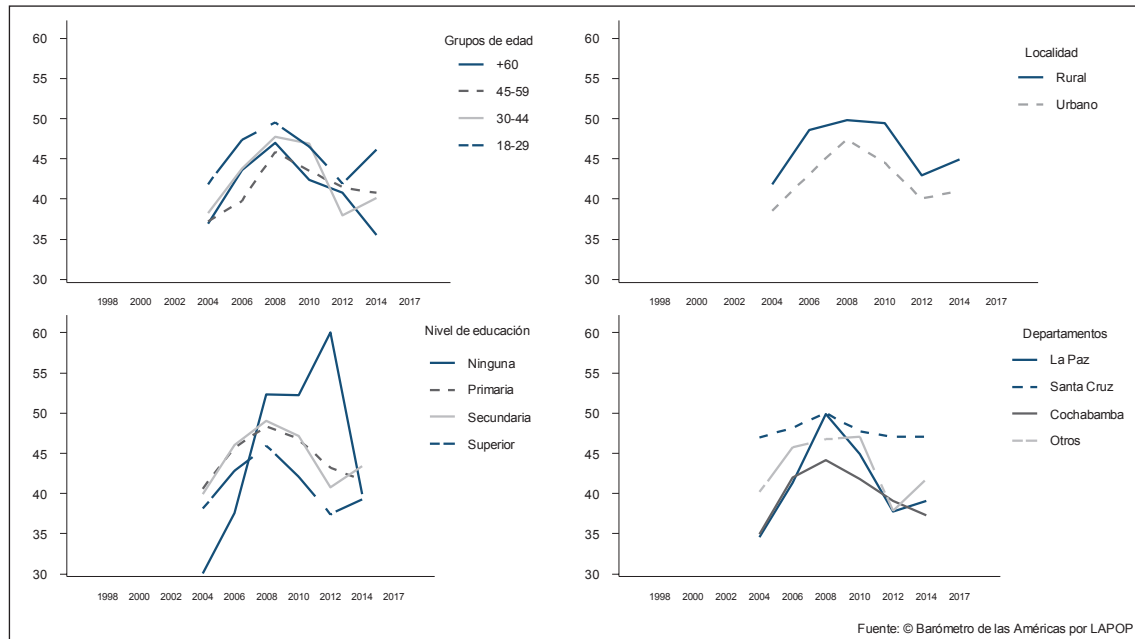 60
55
50
45
40
35
30
1998 2000 2002 2004 2006 2008 2010 2012 2014 2017
Grupos de edad
+60
45-59
30-44
18-29
60
55
50
45
40
35
30
1998 2000 2002 2004 2006 2008 2010 2012 2014 2017
Localidad
Rural
Urbano
60
55
50
45
40
35
30
1998 2000 2002 2004 2006 2008 2010 2012 2014 2017
Nivel de educación
Ninguna
Primaria
Secundaria
Superior
60
55
50
45
40
35
30
1998 2000 2002 2004 2006 2008 2010 2012 2014 2017
Departamentos
La Paz
Santa Cruz
Cochabamba
Otros
Fuente: © Barómetro de las Américas por LAPOP